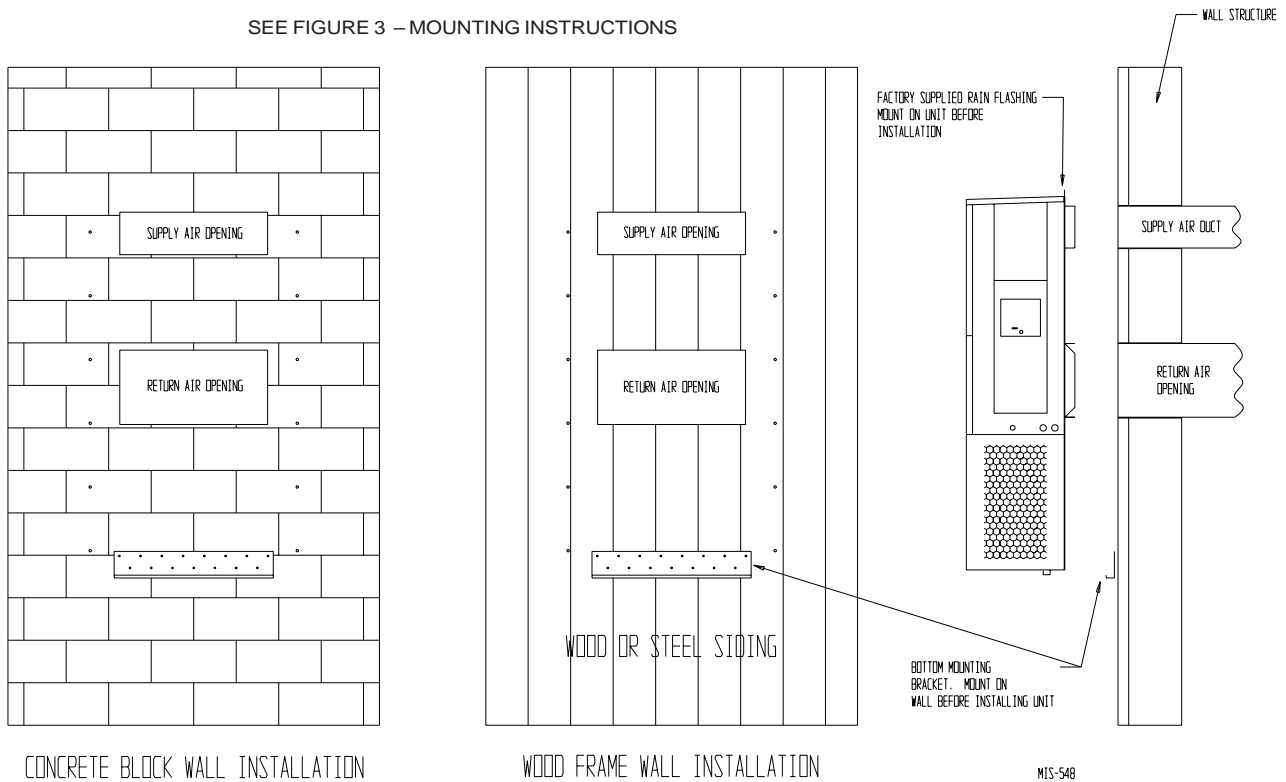 SEE FIGURE 3 – MOUNTING INSTRUCTIONS
WALL STRUCTURE
FACTORY SUPPLIED RAIN FLASHING
MOUNT ON UNIT BEFORE
INSTALLATION
SUPPLY AIR OPENING
SUPPLY AIR OPENING
SUPPLY AIR DUCT
RETURN AIR OPENING
RETURN AIR OPENING
RETURN AIR
OPENING
WOOD OR STEEL SIDING
BOTTOM MOUNTING
BRACKET. MOUNT ON
WALL BEFORE INSTALLING UNIT
CONCRETE BLOCK WALL INSTALLATION
WOOD FRAME WALL INSTALLATION
MIS-548